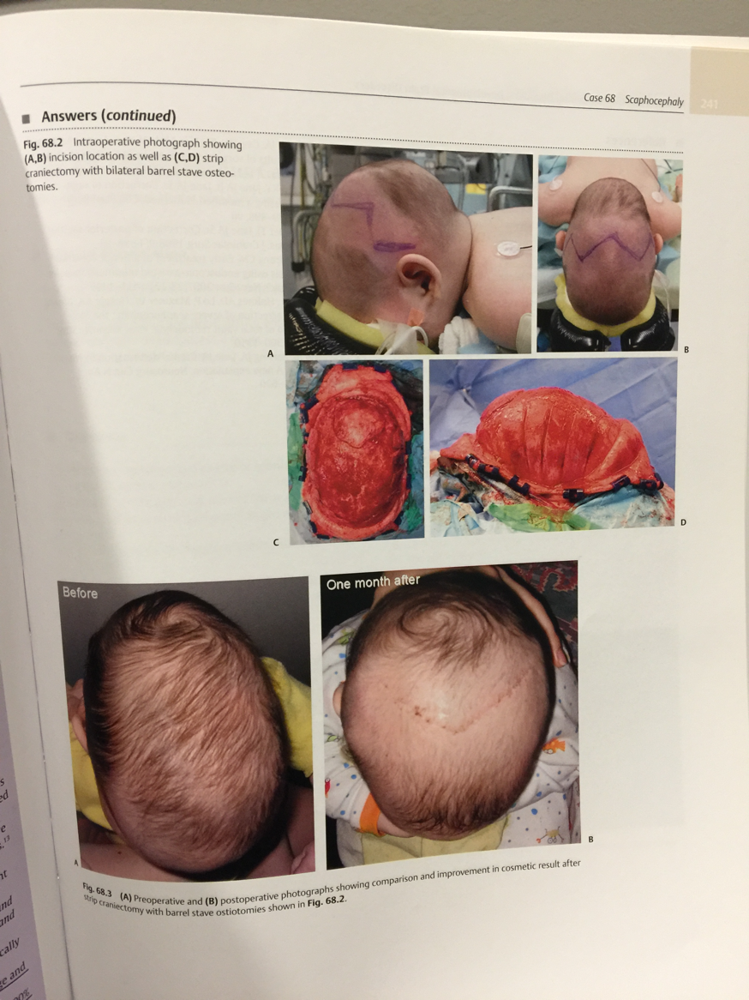 Case 68 Scaphocephaly 241
■ Answers (continued)
Fig. 68.2 Intraoperative photograph showing
(A,B) incision location as well as (C,D) strip
craniectomy with bilateral barrel stave osteo-
tomies.
A
B
C
D
Before
One month after
A
B
Fig. 68.3 (A) Preoperative and (B) postoperative photographs showing comparison and improvement in cosmetic result after
strip craniectomy with barrel stave ostiotomies shown in Fig. 68.2.
s
ed
e
s.¹³
nt
nd
and
cally
ge and
00%